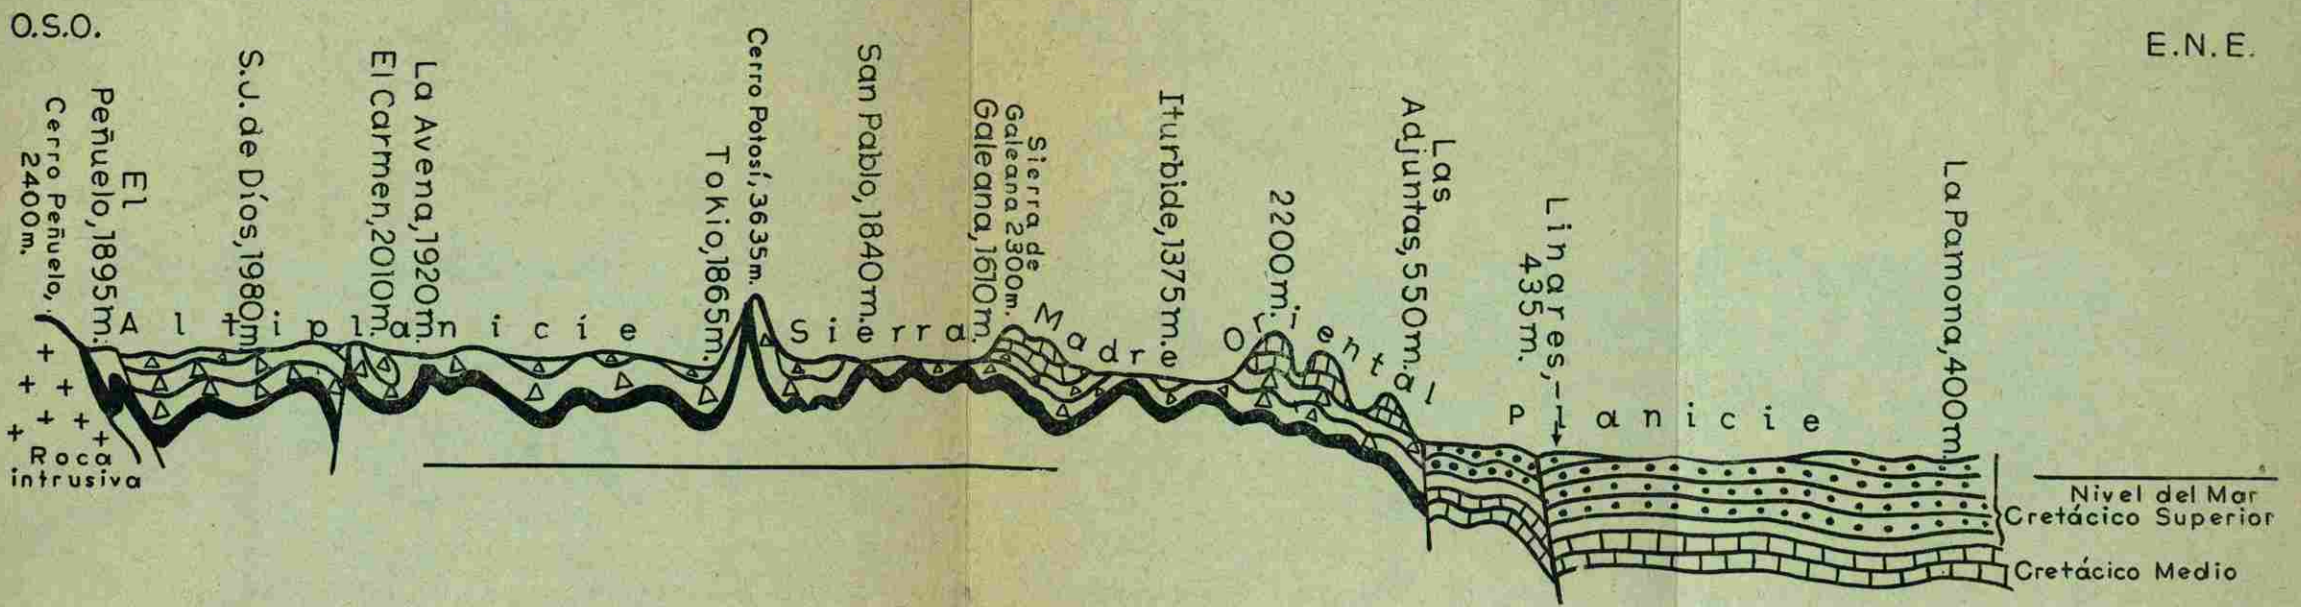 O.S.O.
E.N.E.
Cerro Peñuelo,
2400m.
El
Peñuelo,1895m.
S.J.de Díos,1980m
El Carmen,2010m.
La Avena,1920m.
Tokio,1865m.
Cerro Potosí,3635m.
San Pablo,1840m.
Galeana,1610m.
Sierra de
Galeana 2300m.
Iturbide,1375m.
2200m.
Las
Adjuntas,550m.
Linares,
435m.
La Pamona,400m.
Altiplanicie
Sierra Madre Oriental
Planicie
Roca
intrusiva
Nivel del Mar
Cretácico Superior
Cretácico Medio